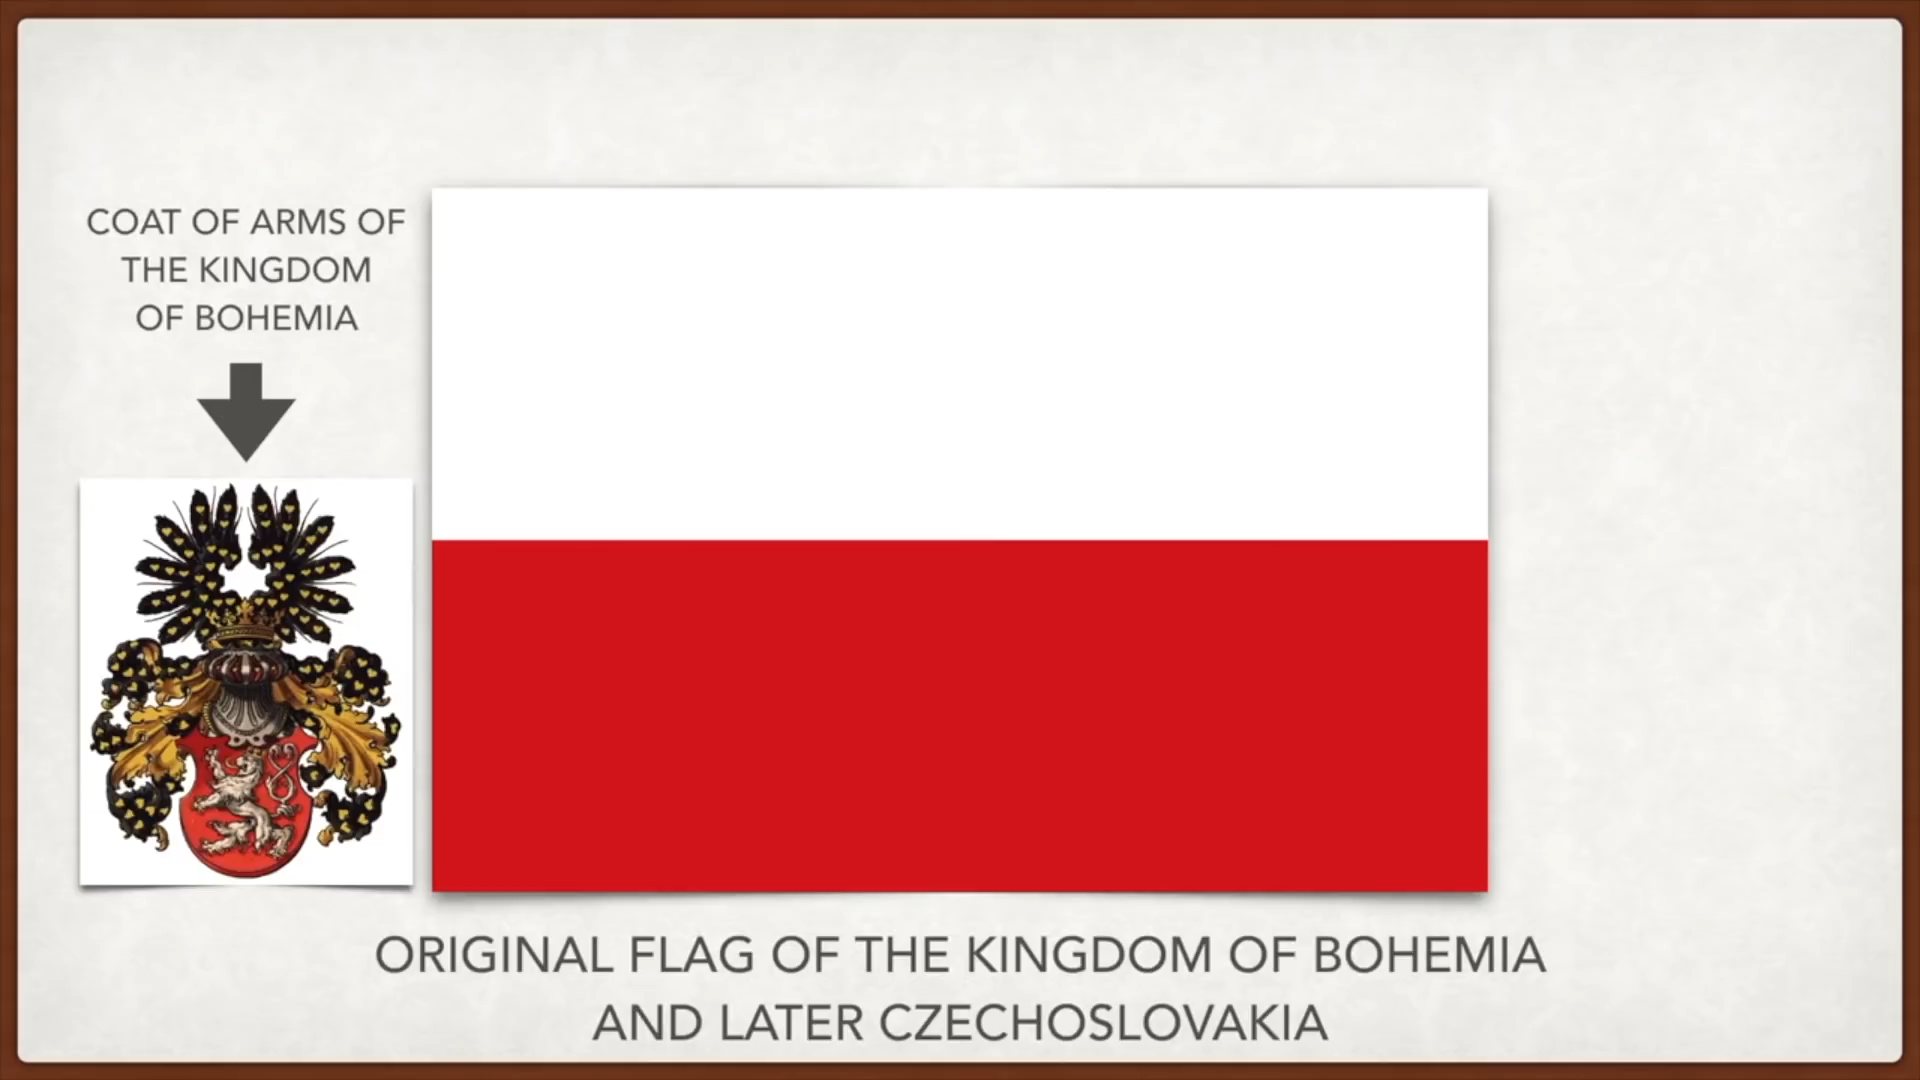 COAT OF ARMS OF
THE KINGDOM
OF BOHEMIA
ORIGINAL FLAG OF THE KINGDOM OF BOHEMIA
AND LATER CZECHOSLOVAKIA